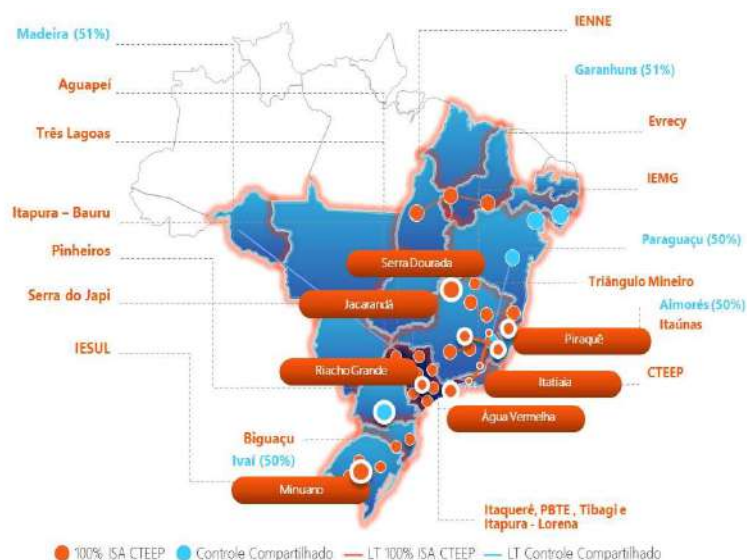 IENNE
Madeira (51%)
Garanhuns (51%)
Aguapeí
Evrecy
Três Lagoas
IEMG
Itapura – Bauru
Paraguaçu (50%)
Pinheiros
Serra Dourada
Triângulo Mineiro
Serra do Japi
Jacarandá
Aimorés (50%)
Itaúnas
Piraquê
IESUL
Riacho Grande
Itatiaia
CTEEP
Água Vermelha
Biguaçu
Ivaí (50%)
Minuano
Itaquerê, PBTE , Tibagi e
Itapura - Lorena
100% ISA CTEEP Controle Compartilhado LT 100% ISA CTEEP LT Controle Compartilhado